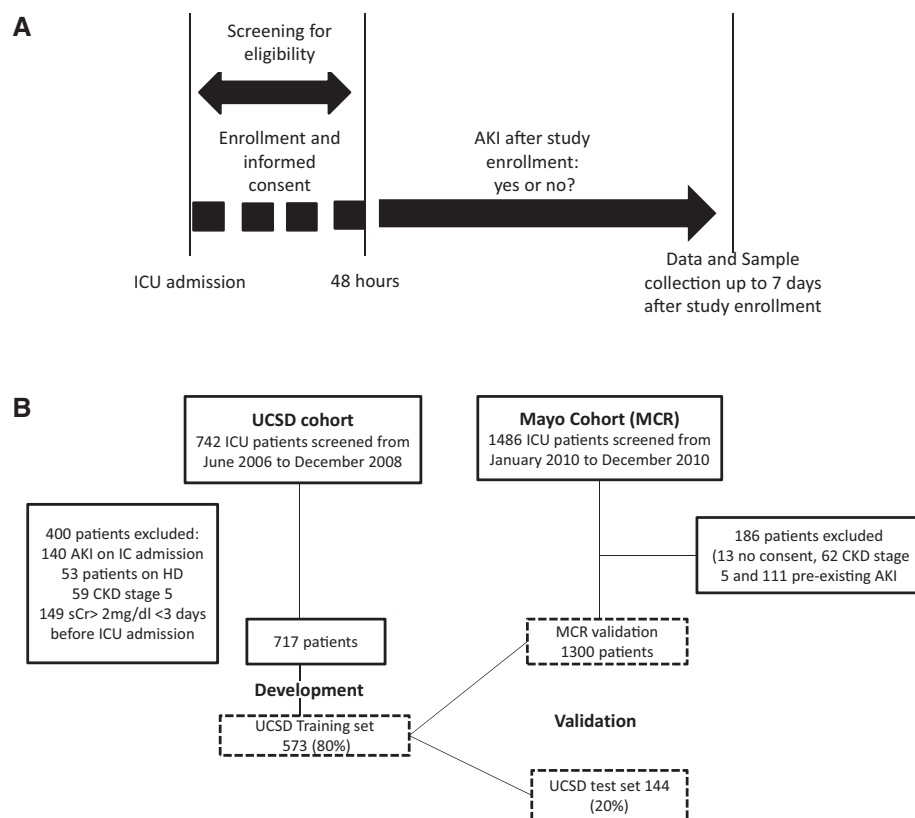 A
Screening for
eligibility
Enrollment and
informed
consent
AKI after study
enrollment:
yes or no?
ICU admission
48 hours
Data and Sample
collection up to 7 days
after study enrollment
B
UCSD cohort
742 ICU patients screened from
June 2006 to December 2008
Mayo Cohort (MCR)
1486 ICU patients screened from
January 2010 to December 2010
400 patients excluded:
140 AKI on IC admission
53 patients on HD
59 CKD stage 5
149 sCr> 2mg/dl <3 days
before ICU admission
186 patients excluded
(13 no consent, 62 CKD stage
5 and 111 pre-existing AKI
717 patients
MCR validation
1300 patients
Development
UCSD Training set
573 (80%)
Validation
UCSD test set 144
(20%)